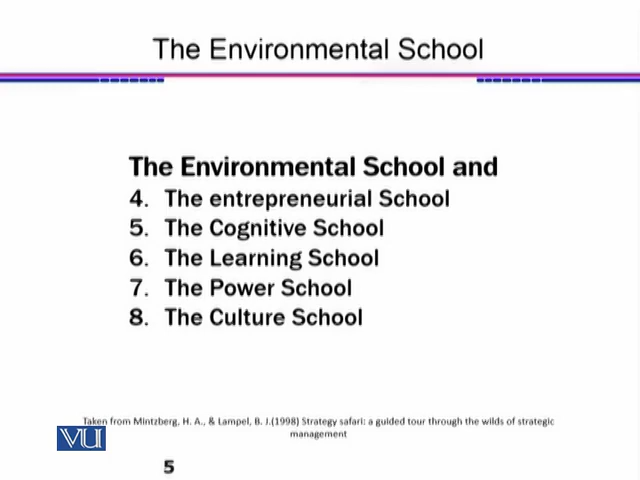 The Environmental School
The Environmental School and
4. The entrepreneurial School
5. The Cognitive School
6. The Learning School
7. The Power School
8. The Culture School
Taken from Mintzberg, H. A., & Lampel, B. J.(1998) Strategy safari: a guided tour through the wilds of strategic
management
VU
5